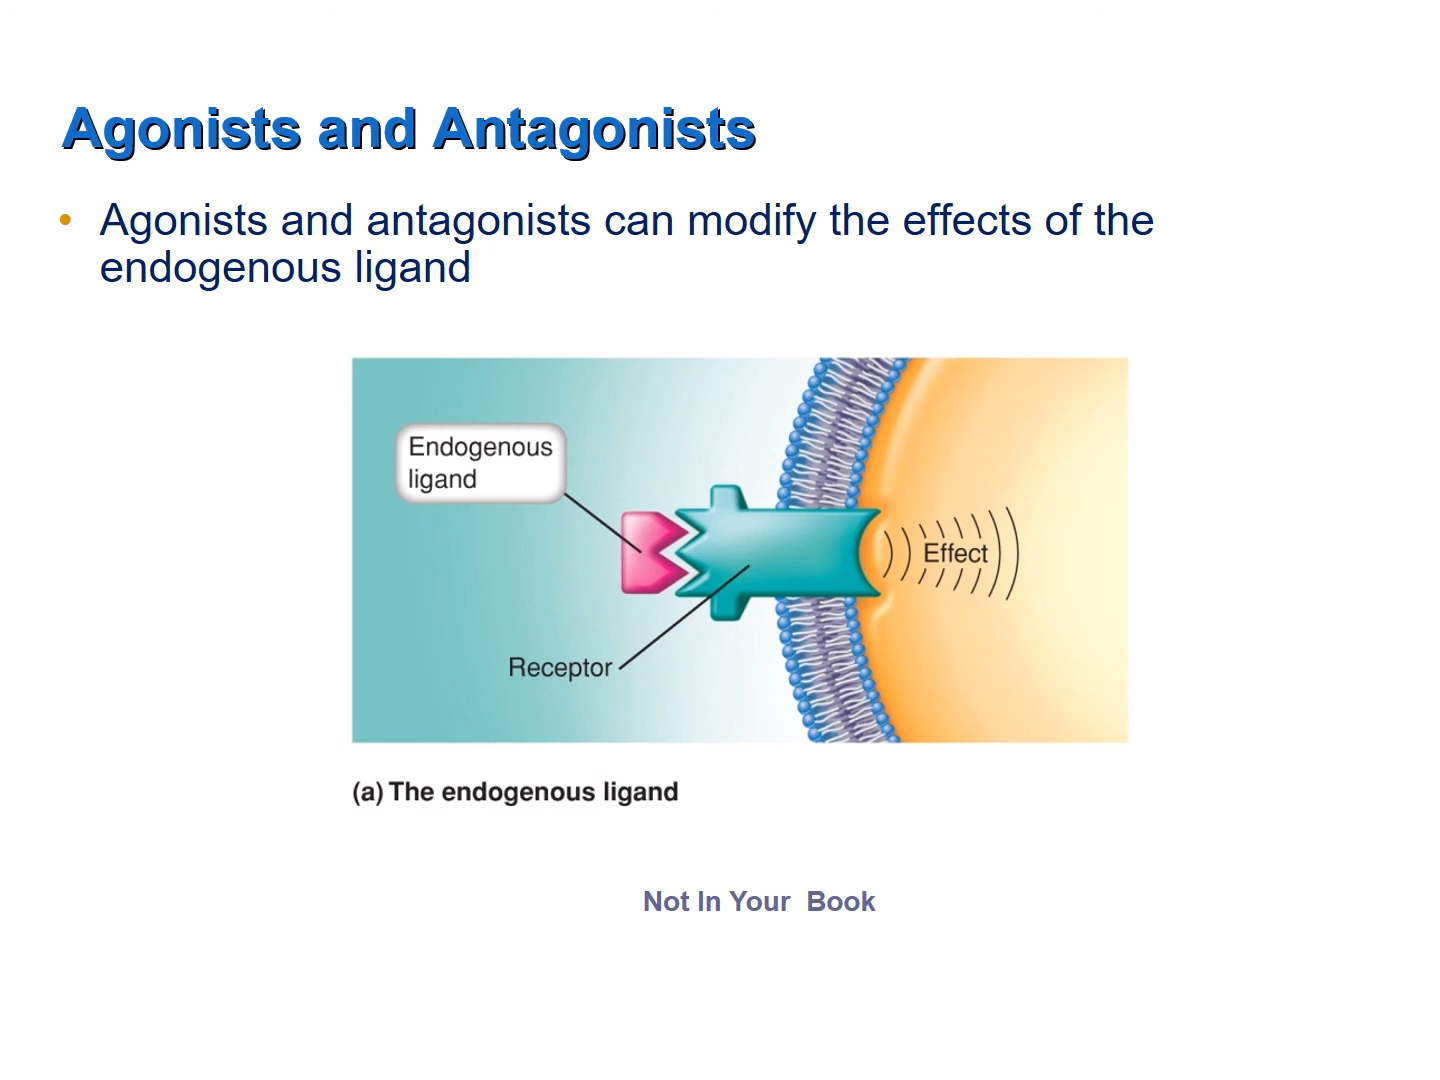 Agonists and Antagonists
• Agonists and antagonists can modify the effects of the
endogenous ligand
Endogenous
ligand
Effect
Receptor
(a) The endogenous ligand
Not In Your  Book